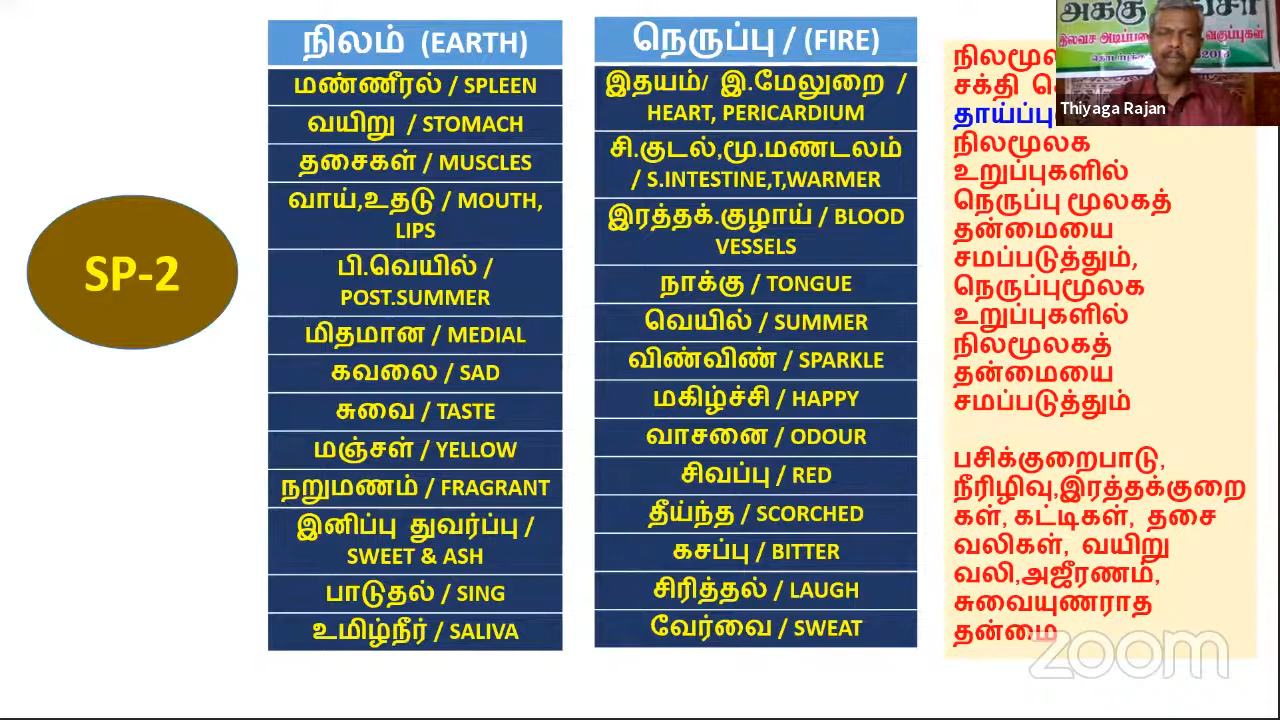 SP-2
நிலம் (EARTH)
மண்ணீரல் / SPLEEN
வயிறு / STOMACH
தசைகள் / MUSCLES
வாய்,உதடு / MOUTH,
LIPS
பி.வெயில் /
POST.SUMMER
மிதமான / MEDIAL
கவலை / SAD
சுவை / TASTE
மஞ்சள் / YELLOW
நறுமணம் / FRAGRANT
இனிப்பு துவர்ப்பு /
SWEET & ASH
பாடுதல் / SING
உமிழ்நீர் / SALIVA
நெருப்பு / (FIRE)
இதயம்/ இ.மேலுறை /
HEART, PERICARDIUM
சி.குடல்,மூ.மணடலம்
/ S.INTESTINE,T,WARMER
இரத்தக்.குழாய் / BLOOD
VESSELS
நாக்கு / TONGUE
வெயில் / SUMMER
விண்விண் / SPARKLE
மகிழ்ச்சி / HAPPY
வாசனை / ODOUR
சிவப்பு / RED
தீய்ந்த / SCORCHED
கசப்பு / BITTER
சிரித்தல் / LAUGH
வேர்வை / SWEAT
அக்கு
வகுப்புகள்
Thiyaga Rajan
சக்தி
நிலமூலக
உறுப்புகளில்
நெருப்பு மூலகத்
தன்மையை
சமப்படுத்தும்,
நெருப்புமூலக
உறுப்புகளில்
நிலமூலகத்
தன்மையை
சமப்படுத்தும்
பசிக்குறைபாடு,
நீரிழிவு,இரத்தக்குறை
கள், கட்டிகள், தசை
வலிகள், வயிறு
வலி,அஜீரணம்,
சுவையுணராத
தன்மை
zoom